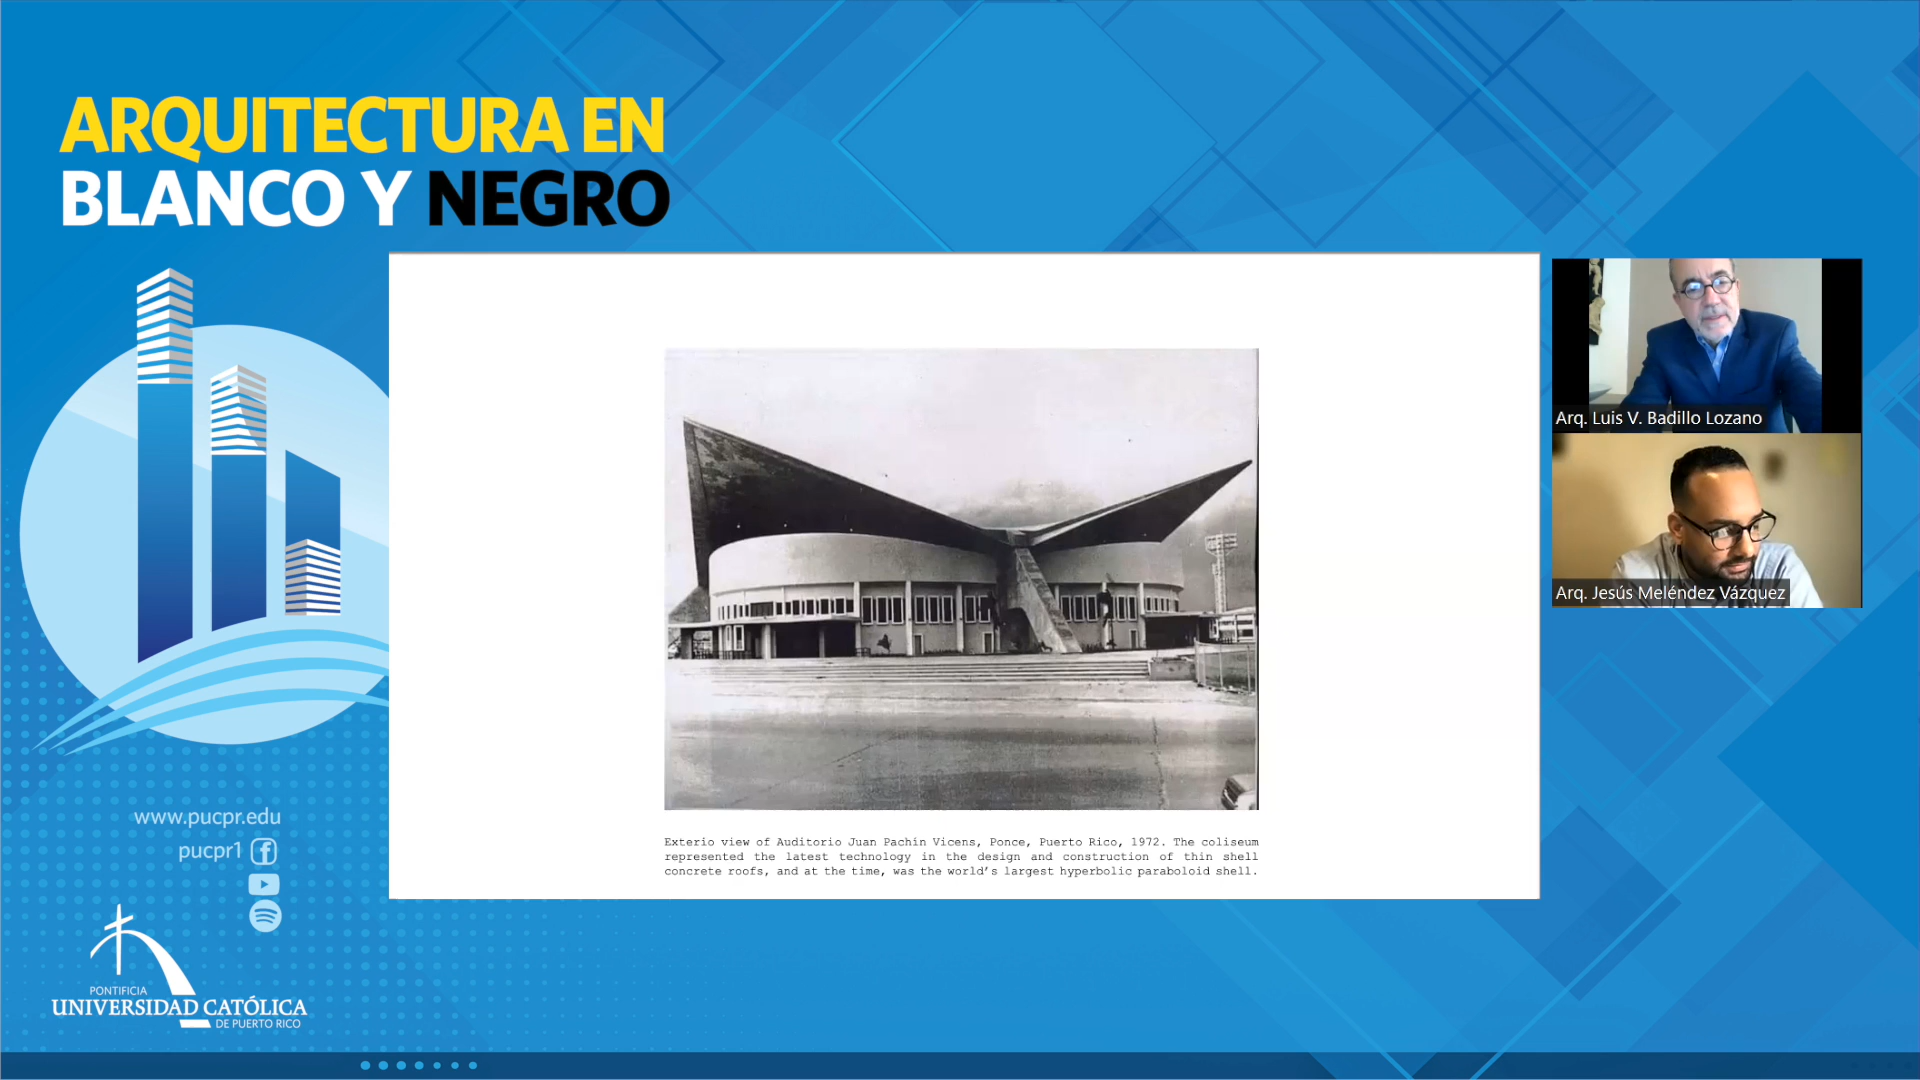 ARQUITECTURA EN
BLANCO Y NEGRO
Arq. Luis V. Badillo Lozano
Arq. Jesús Meléndez Vázquez
Exterio view of Auditorio Juan Pachín Vicens, Ponce, Puerto Rico, 1972. The coliseum
represented the latest technology in the design and construction of thin shell
concrete roofs, and at the time, was the world's largest hyperbolic paraboloid shell.
www.pucpr.edu
pucpr1
PONTIFICIA
UNIVERSIDAD CATÓLICA
DE PUERTO RICO